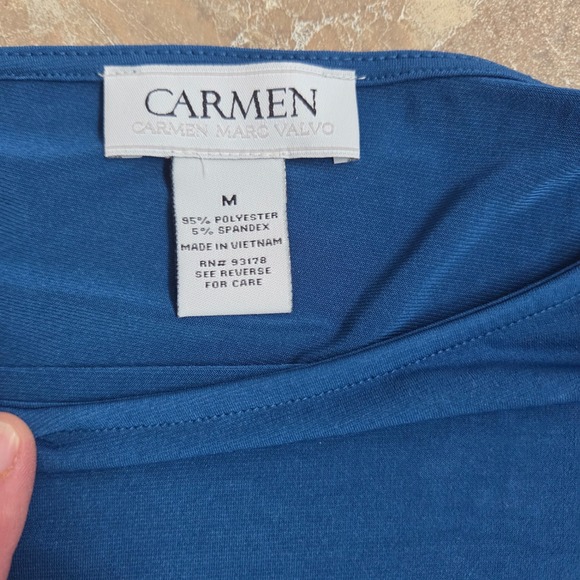 CARMEN
CARMEN MARC VALVO
M
95% POLYESTER
5% SPANDEX
MADE IN VIETNAM
RN# 93178
SEE REVERSE
FOR CARE